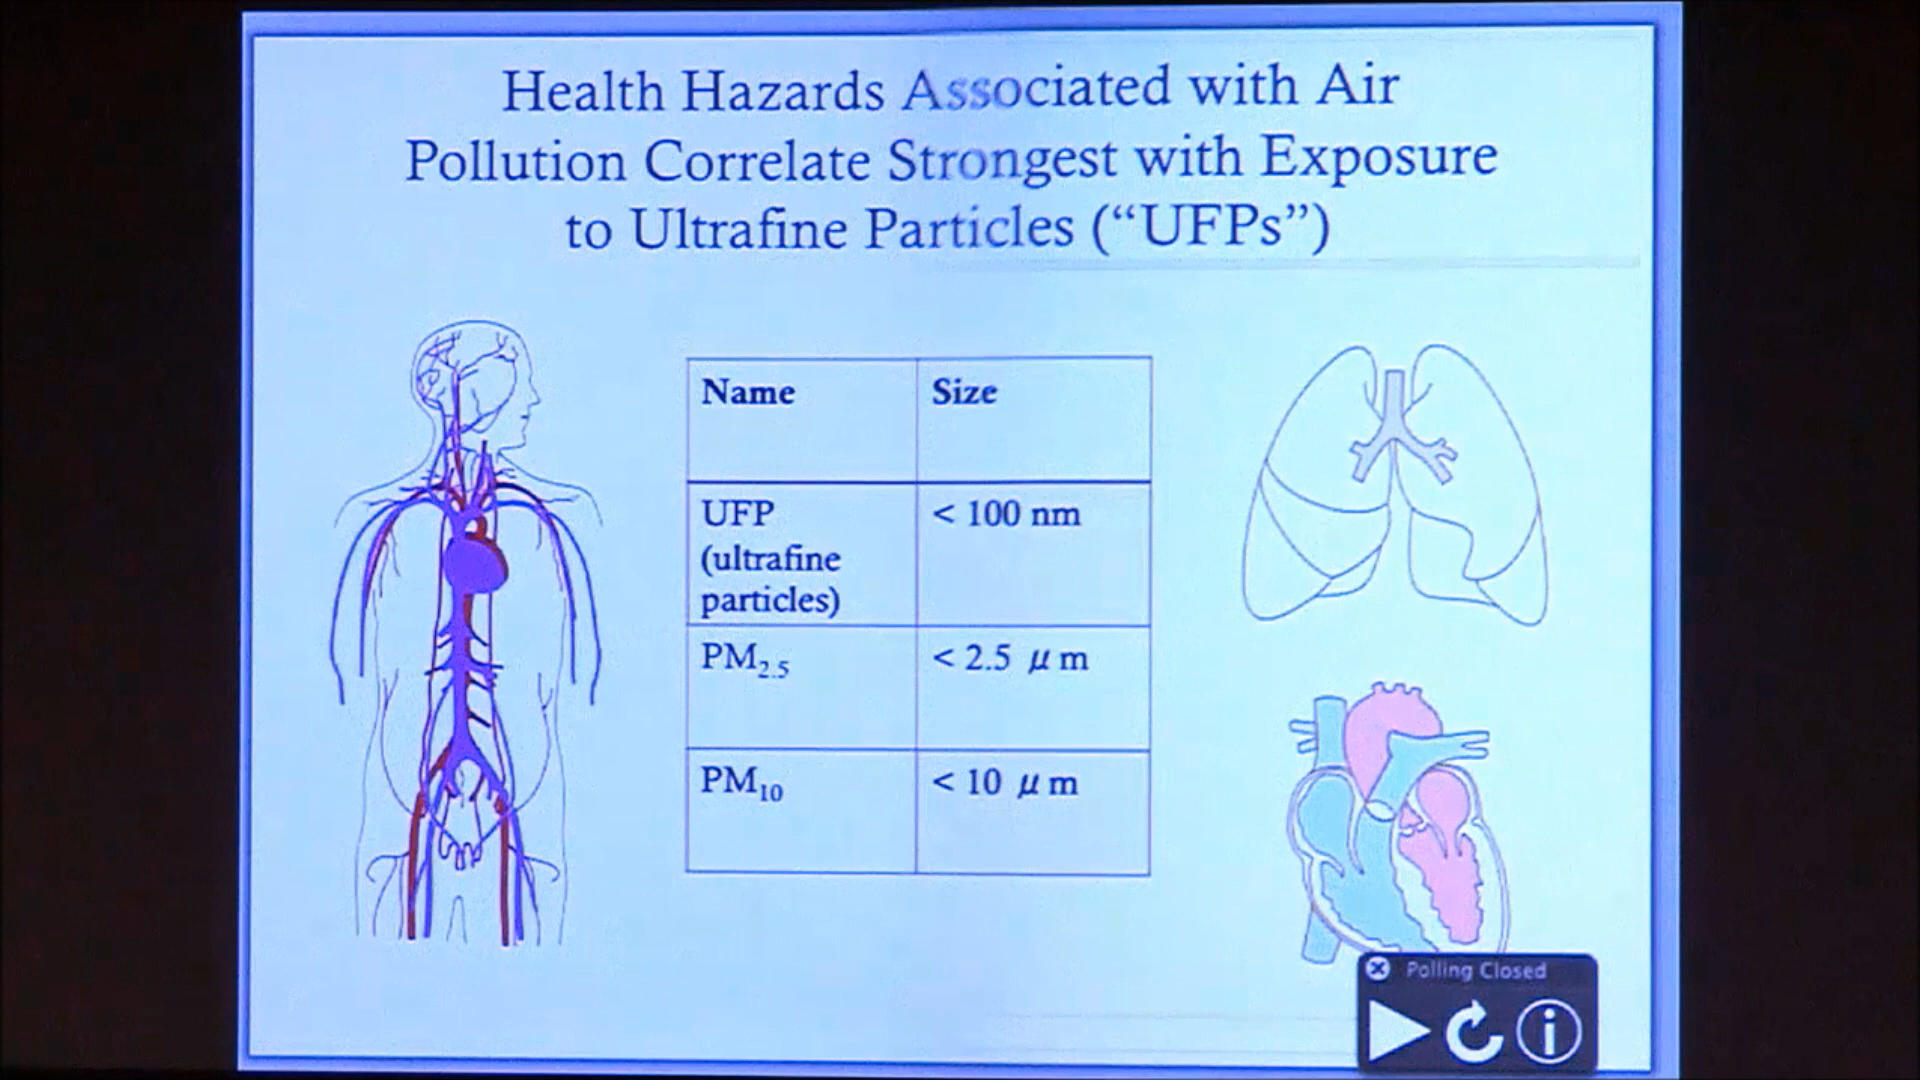 Health Hazards Associated with Air
Pollution Correlate Strongest with Exposure
to Ultrafine Particles (“UFPs”)
Name
Size
UFP
(ultrafine
particles)
< 100 nm
PM2.5
< 2.5 μm
PM10
< 10 μm
Polling Closed